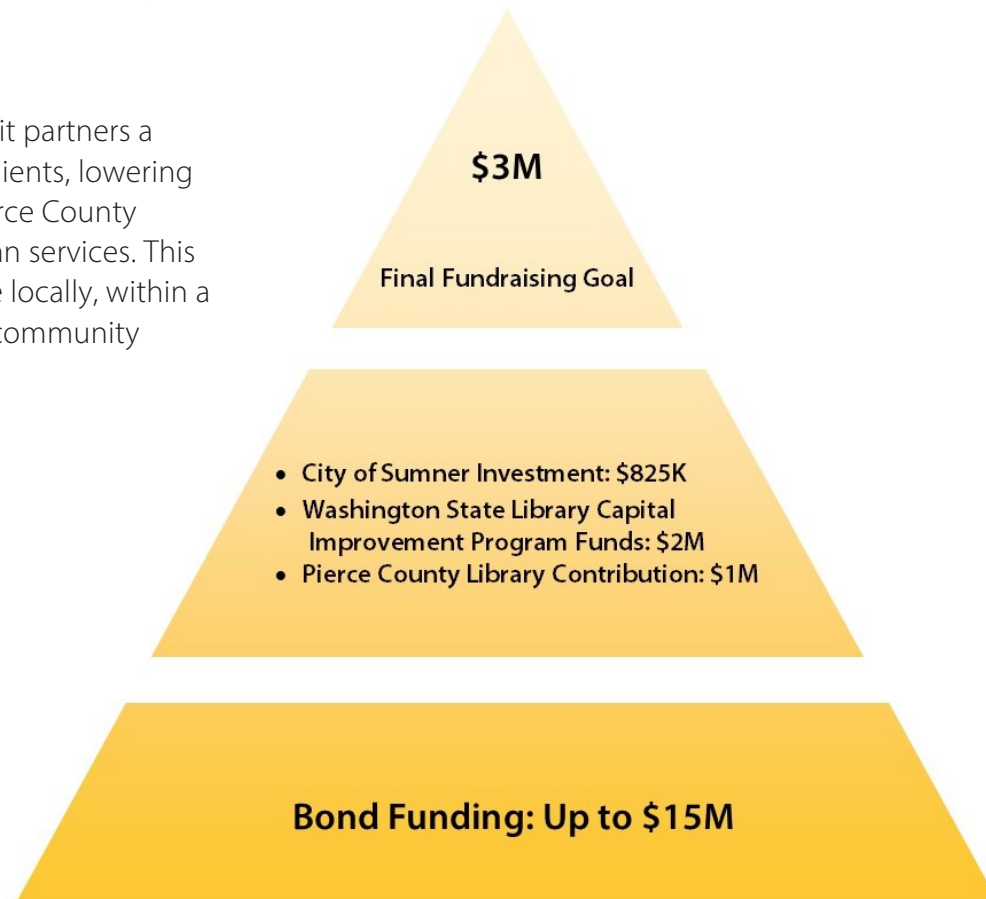 it partners a
ients, lowering
rce County
n services. This
e locally, within a
community
$3M
Final Fundraising Goal
• City of Sumner Investment: $825K
• Washington State Library Capital
Improvement Program Funds: $2M
• Pierce County Library Contribution: $1M
Bond Funding: Up to $15M